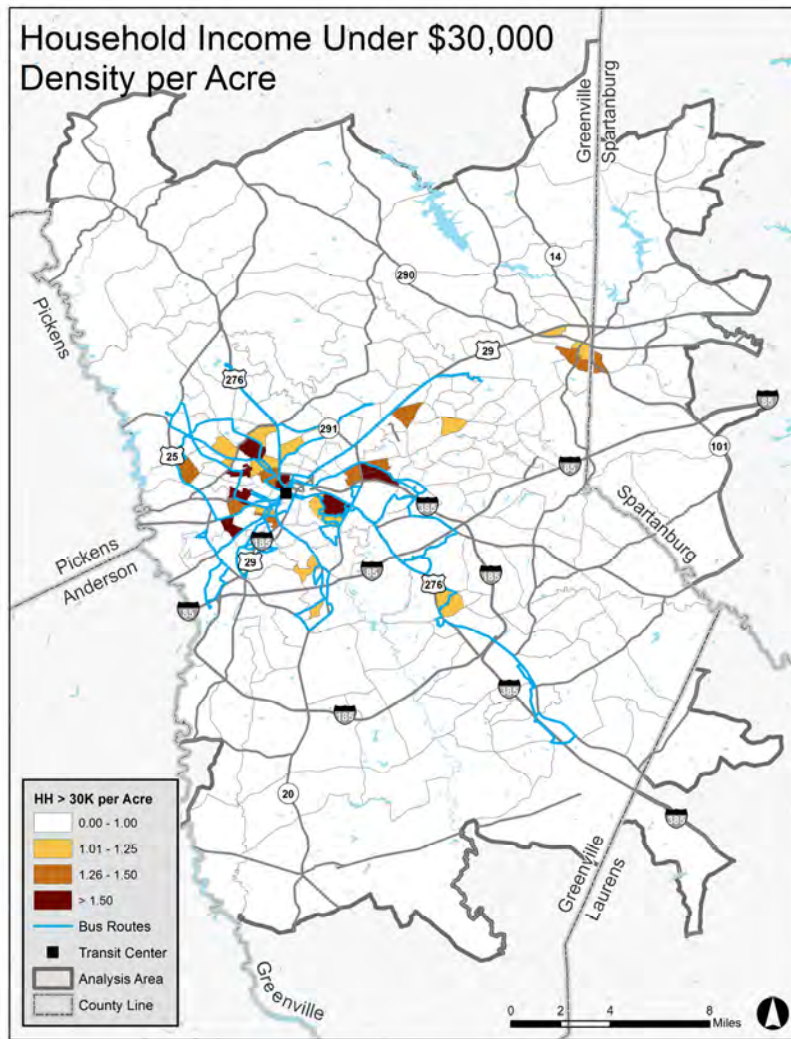 Household Income Under $30,000
Density per Acre
Greenville
Spartanburg
14
290
Pickens
29
276
85
291
25
101
85
385
Spartanburg
185
Pickens
29
85
185
Anderson
276
85
385
185
20
385
Greenville
Laurens
HH > 30K per Acre
0.00 - 1.00
1.01 - 1.25
1.26 - 1.50
> 1.50
Bus Routes
Transit Center
Analysis Area
County Line
Greenville
0 2 4 8
Miles